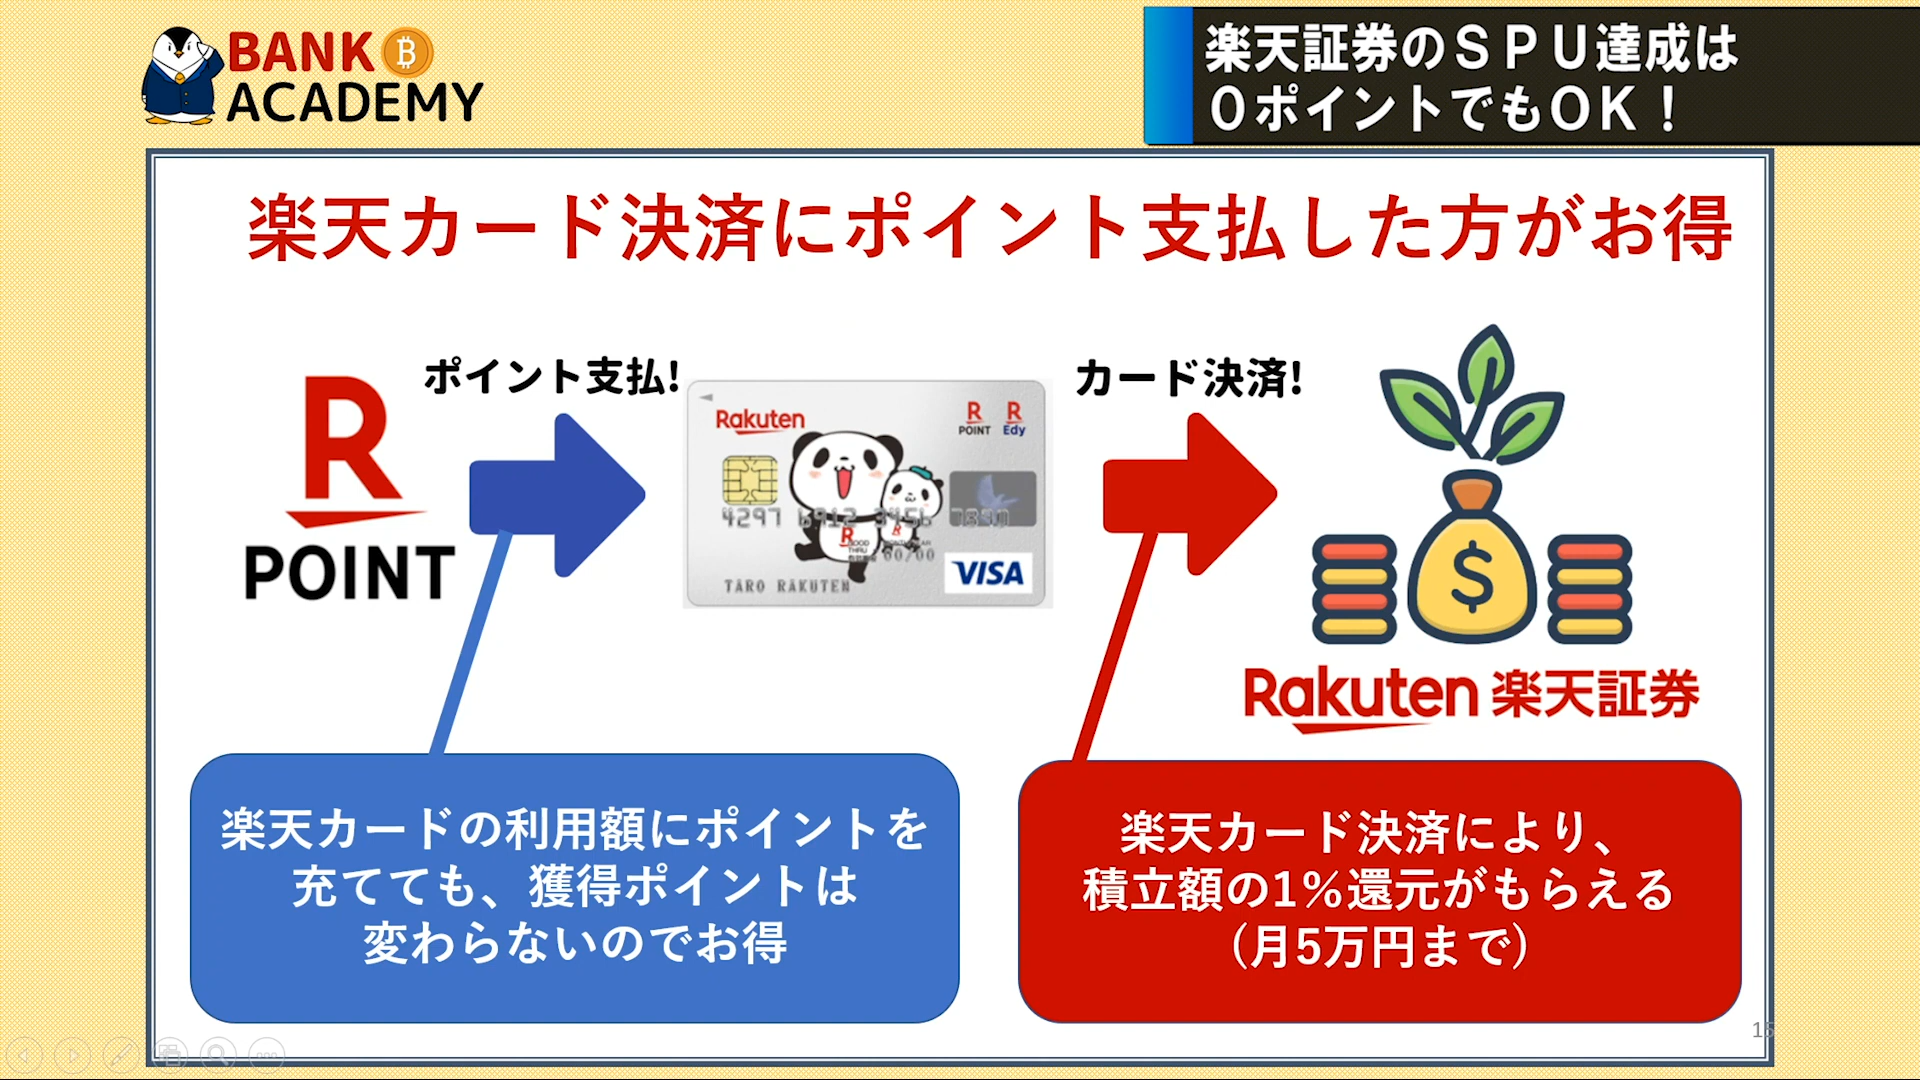 BANK
ACADEMY
楽天証券のＳＰＵ達成は
０ポイントでもＯＫ！
楽天カード決済にポイント支払した方がお得
ポイント支払!
カード決済!
R
POINT
Rakuten
R
POINT
R
Edy
4297 6912 3456
00/00
TARO RAKUTEN
VISA
$
Rakuten 楽天証券
楽天カードの利用額にポイントを
充てても、獲得ポイントは
変わらないのでお得
楽天カード決済により、
積立額の1%還元がもらえる
(月5万円まで)
15